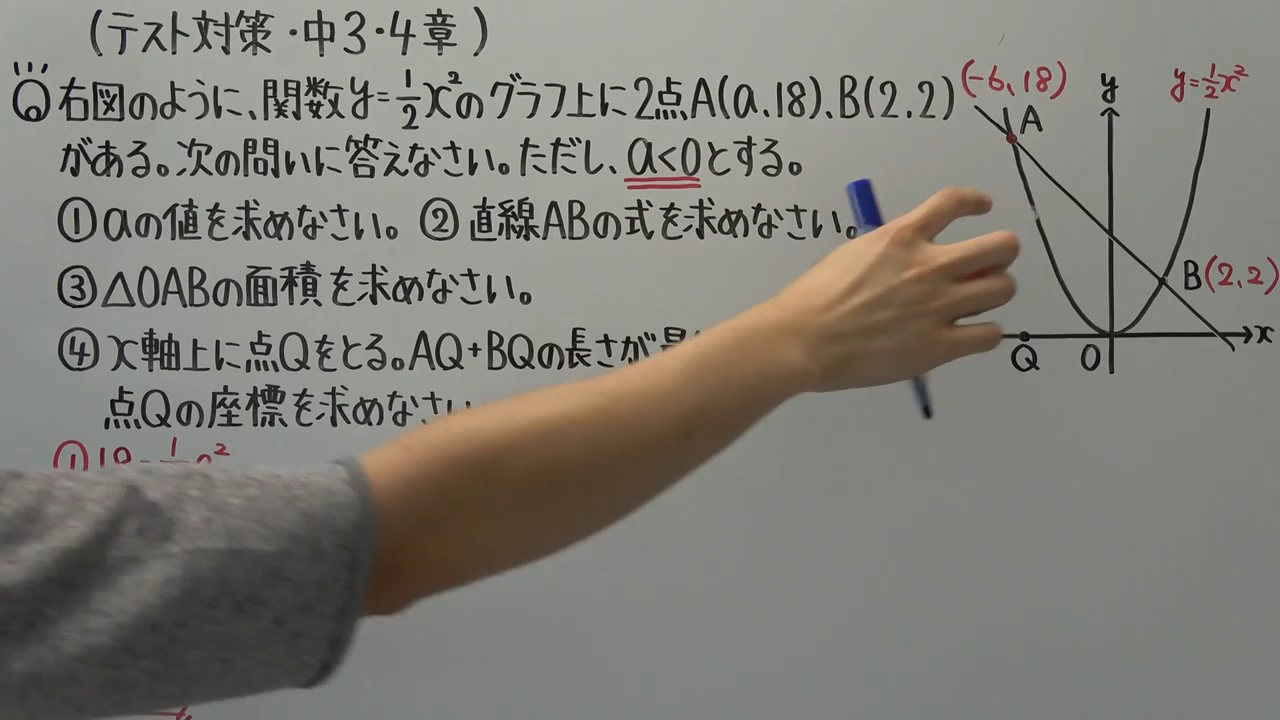 (テスト対策・中3・4章)
Q 右図のように、関数y=1/2x²のグラフ上に2点A(a,18)、B(2,2)
がある。次の問いに答えなさい。ただし、a<0とする。
①aの値を求めなさい。 ②直線ABの式を求めなさい。
③△OABの面積を求めなさい。
④x軸上に点Qをとる。AQ+BQの長さが
点Qの座標を求めなさい
(-6,18)
y
y=1/2x²
A
B(2,2)
Q
O
x